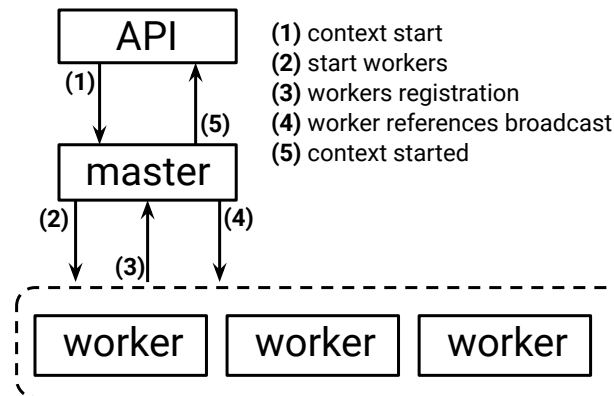 API
(1) context start
(2) start workers
(3) workers registration
(4) worker references broadcast
(5) context started
(1)
(5)
master
(2)
(4)
(3)
worker worker worker